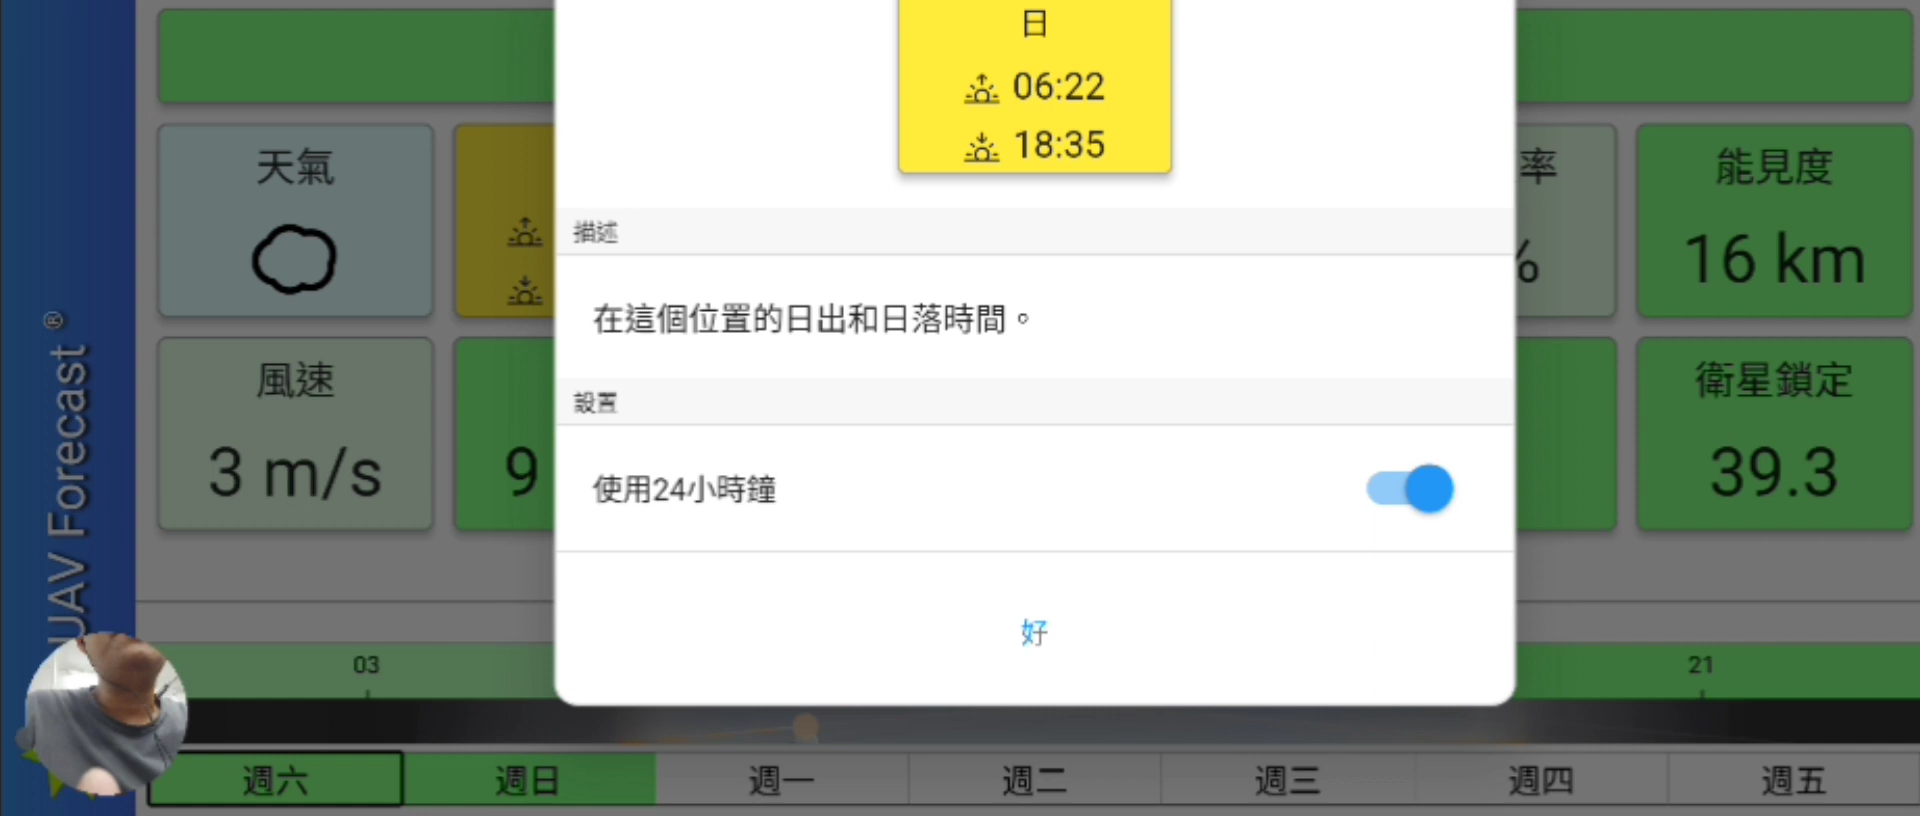 日
06:22
18:35
天氣
率
能見度
%
16 km
描述
在這個位置的日出和日落時間。
UAV Forecast®
風速
3 m/s
9
設置
使用24小時鐘
衛星鎖定
39.3
好
03
21
週六
週日
週一
週二
週三
週四
週五